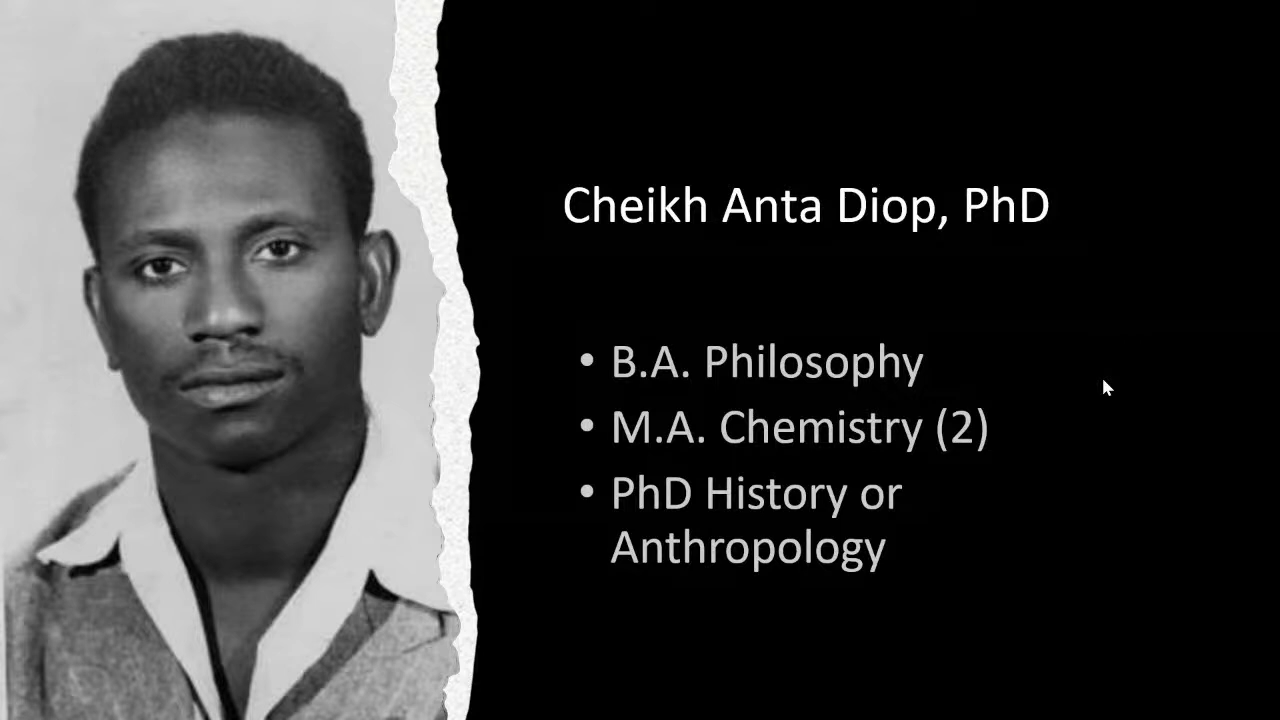 Cheikh Anta Diop, PhD
• B.A. Philosophy
• M.A. Chemistry (2)
• PhD History or
Anthropology